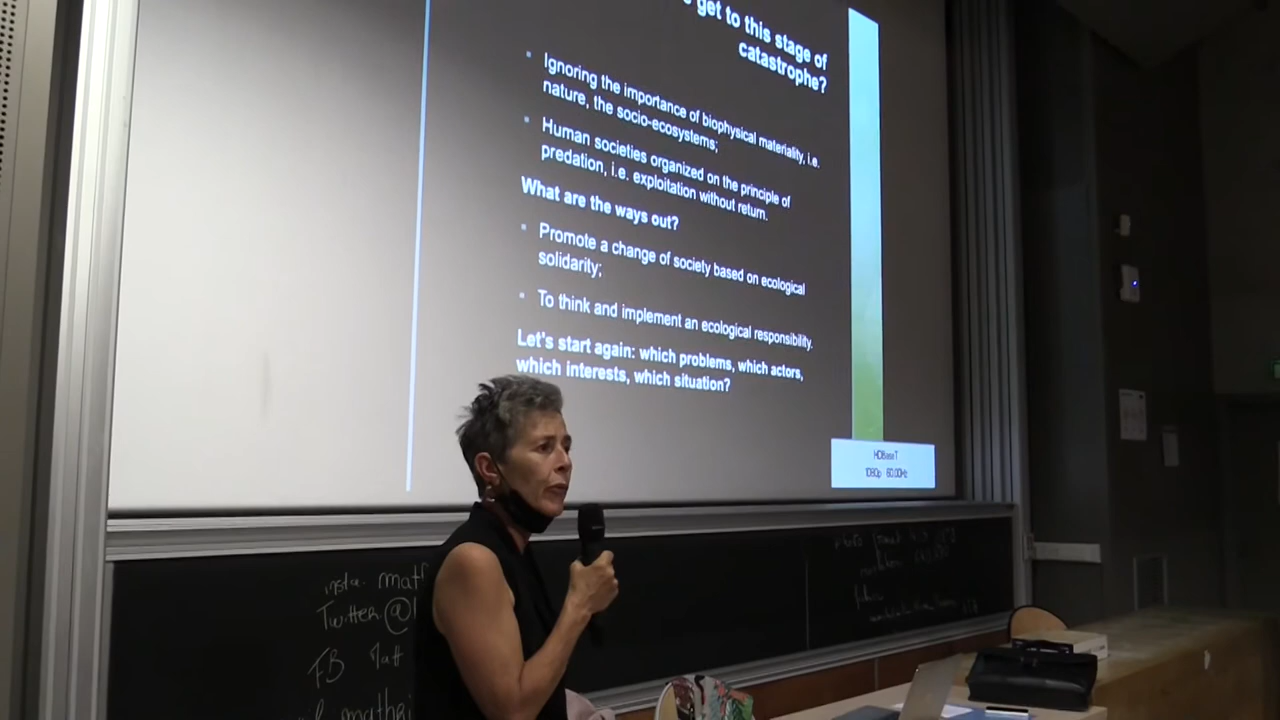 get to this stage of
catastrophe?
Ignoring the importance of biophysical materiality, i.e.
nature, the socio-ecosystems;
Human societies organized on the principle of
predation, i.e. exploitation without return.
What are the ways out?
Promote a change of society based on ecological
solidarity;
To think and implement an ecological responsibility.
Let's start again: which problems, which actors,
which interests, which situation?
HDBaseT
1080p 60.00Hz
insta. matt
Twitter @
FB Matt